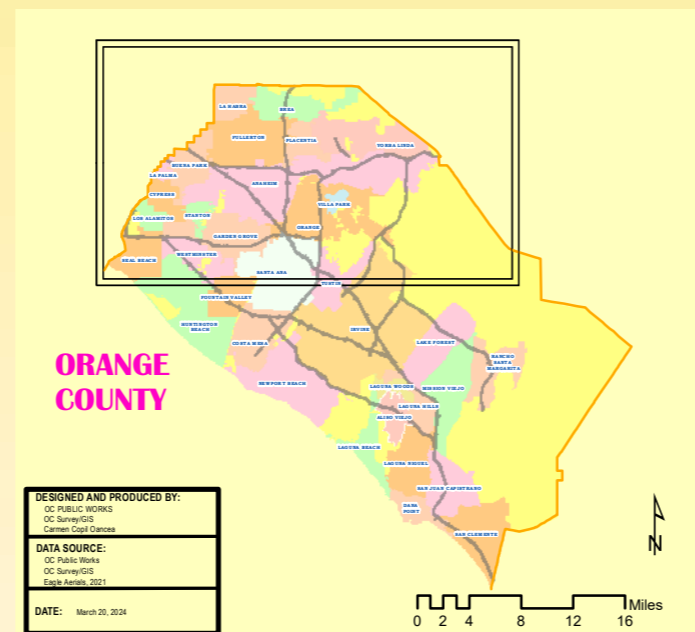 LA HABRA
BREA
FULLERTON
PLACENTIA
YORBA LINDA
BUENA PARK
LA PALMA
ANAHEIM
CYPRESS
VILLA PARK
LOS ALAMITOS
STANTON
ORANGE
GARDEN GROVE
WESTMINSTER
SEAL BEACH
SANTA ANA
TUSTIN
FOUNTAIN VALLEY
HUNTINGTON
BEACH
IRVINE
COSTA MESA
LAKE FOREST
RANCHO
SANTA
MARGARITA
ORANGE
COUNTY
NEWPORT BEACH
LAGUNA WOODS
MISSION VIEJO
LAGUNA HILLS
ALISO VIEJO
LAGUNA BEACH
LAGUNA NIGUEL
SAN JUAN CAPISTRANO
DANA
POINT
SAN CLEMENTE
DESIGNED AND PRODUCED BY:
OC PUBLIC WORKS
OC Survey/GIS
Carmen Copil Oancea
DATA SOURCE:
OC Public Works
OC Survey/GIS
Eagle Aerials, 2021
DATE: March 20, 2024
N
Miles
0 2 4 8 12 16